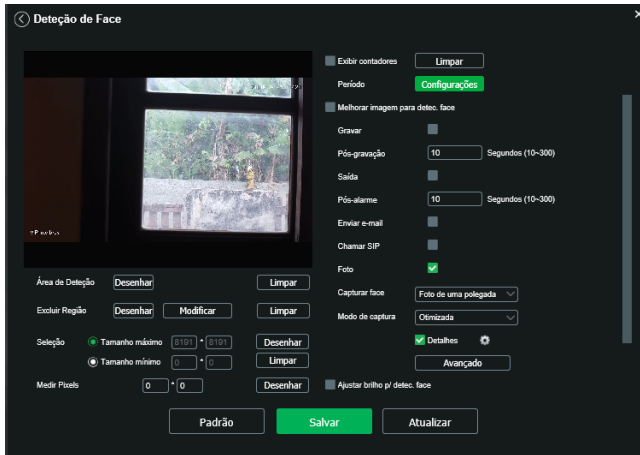 Deteção de Face
Exibir contadores Limpar
Período Configurações
Melhorar imagem para detec. face
Gravar
Pós-gravação 10 Segundos (10~300)
Saída
Pós-alarme 10 Segundos (10~300)
Enviar e-mail
Chamar SIP
Foto
Capturar face Foto de uma polegada
Modo de captura Otimizada
Detalhes
Avançado
Ajustar brilho p/ detec. face
Área de Deteção Desenhar Limpar
Excluir Região Desenhar Modificar Limpar
Seleção Tamanho máximo 8191 * 8191 Desenhar
Tamanho mínimo 0 * 0 Limpar
Medir Pixels 0 * 0 Desenhar
Padrão Salvar Atualizar